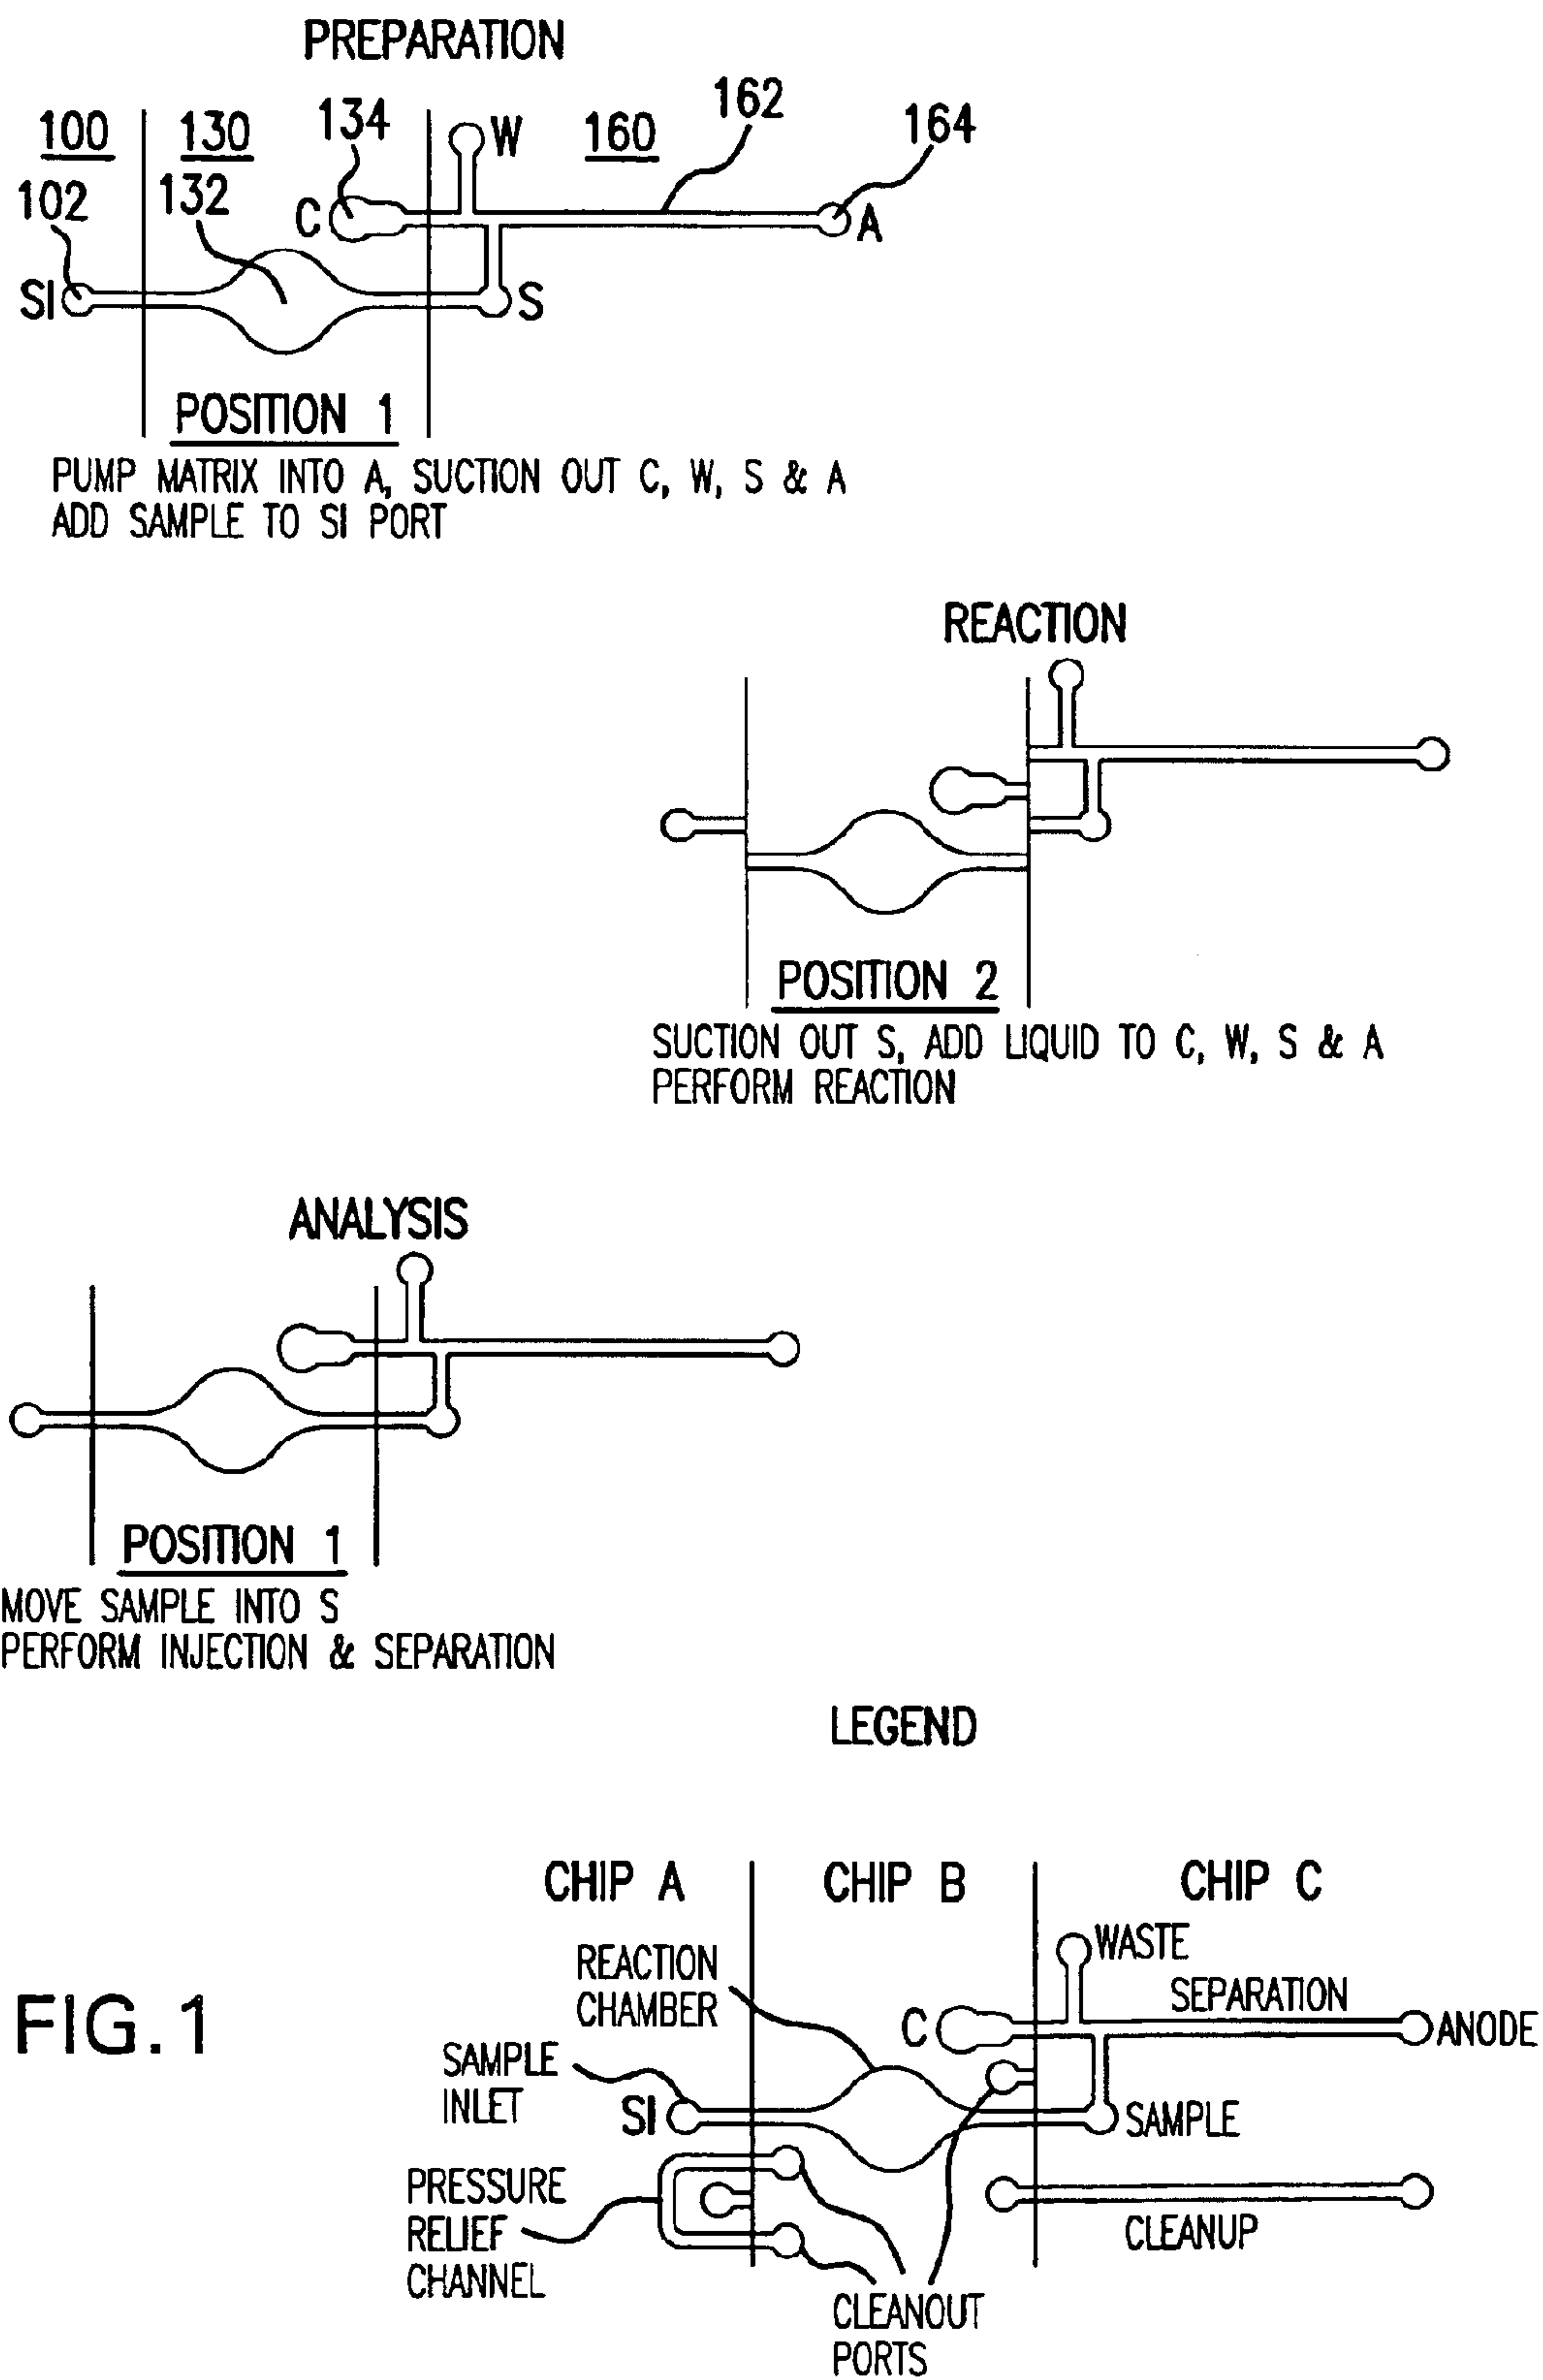 PREPARATION
100
130
134
W
160
162
164
102
132
C
A
SI
S
POSITION 1
PUMP MATRIX INTO A, SUCTION OUT C, W, S & A
ADD SAMPLE TO SI PORT
REACTION
POSITION 2
SUCTION OUT S, ADD LIQUID TO C, W, S & A
PERFORM REACTION
ANALYSIS
POSITION 1
MOVE SAMPLE INTO S
PERFORM INJECTION & SEPARATION
LEGEND
CHIP A
CHIP B
CHIP C
WASTE
REACTION
CHAMBER
SEPARATION
C
ANODE
SAMPLE
INLET
SI
SAMPLE
PRESSURE
RELIEF
CHANNEL
CLEANUP
CLEANOUT
PORTS
FIG.1